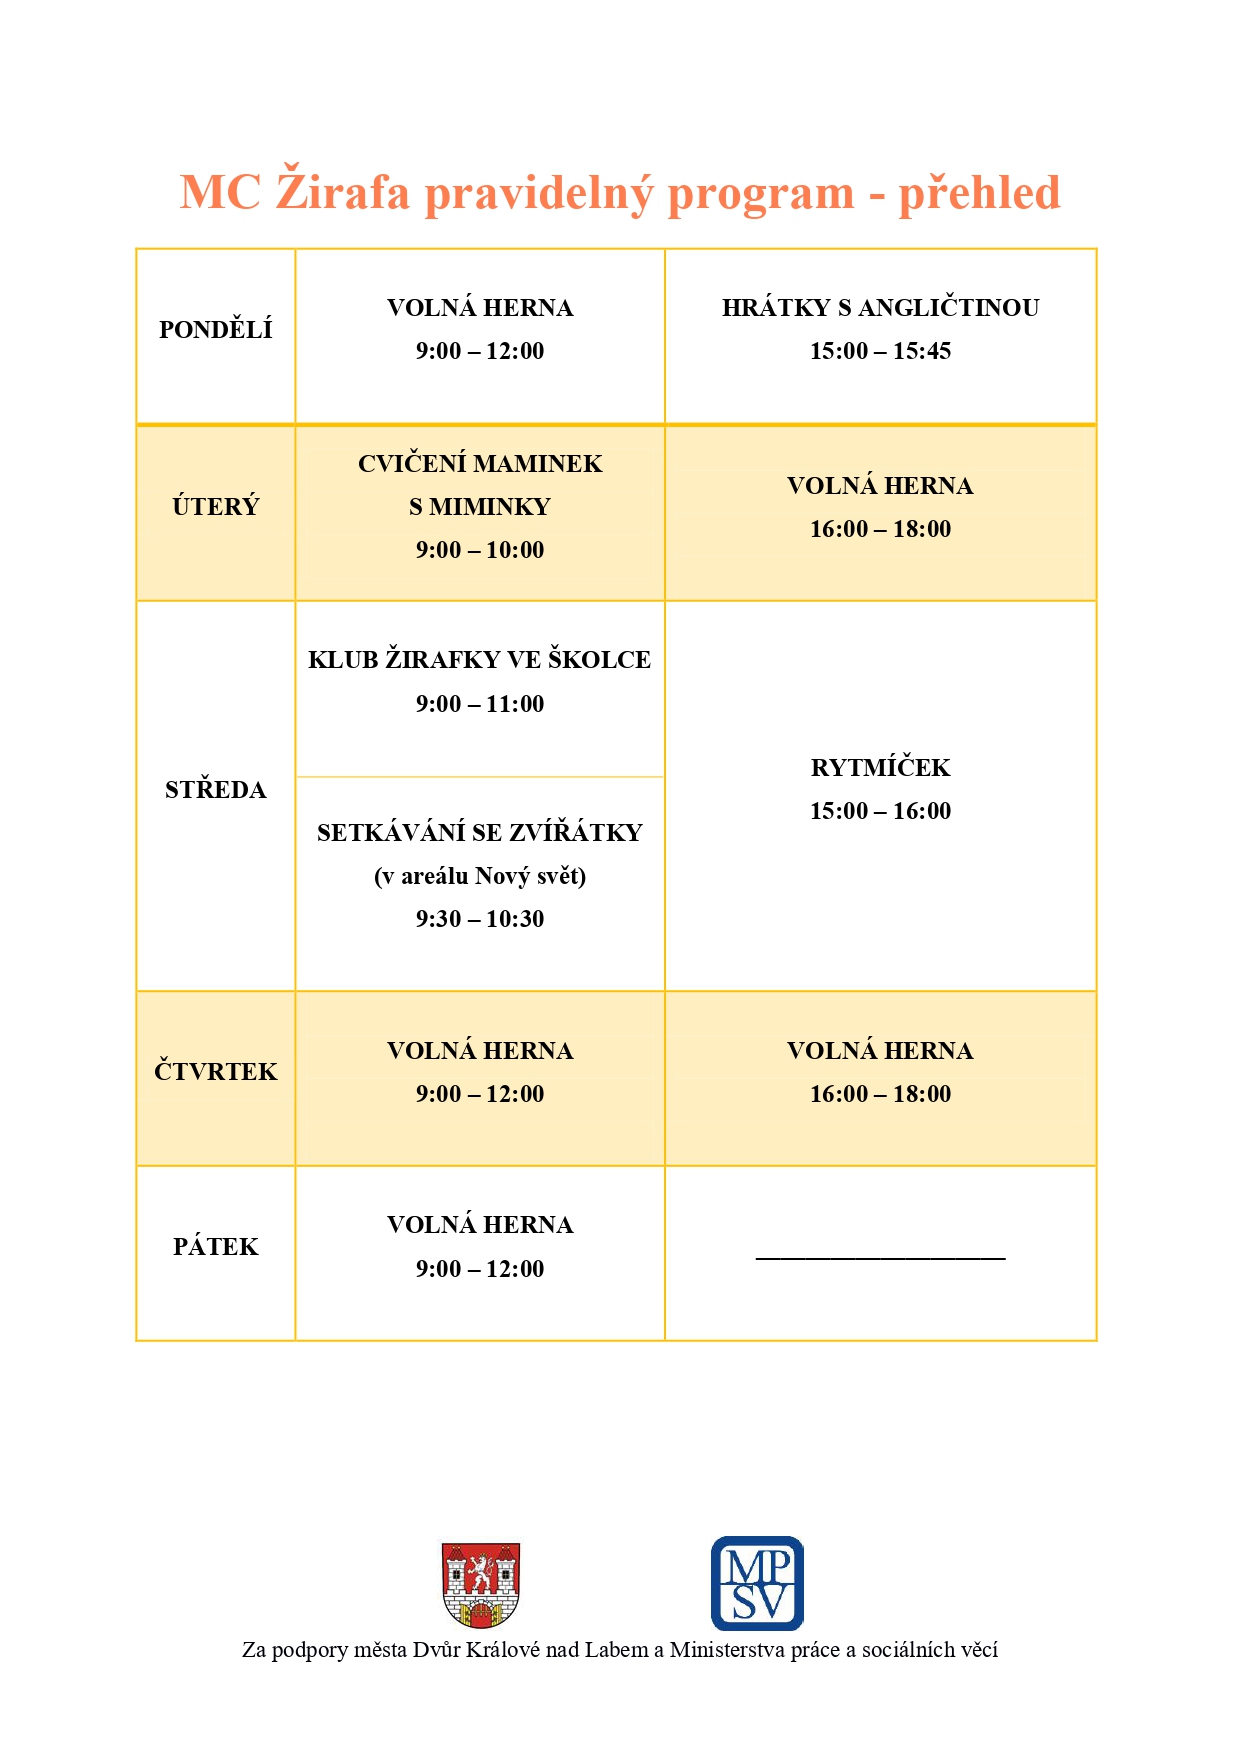 MC Žirafa pravidelný program - přehled
PONDĚLÍ
VOLNÁ HERNA
9:00 – 12:00
HRÁTKY S ANGLIČTINOU
15:00 – 15:45
ÚTERÝ
CVIČENÍ MAMINEK
S MIMINKY
9:00 – 10:00
VOLNÁ HERNA
16:00 – 18:00
STŘEDA
KLUB ŽIRAFKY VE ŠKOLCE
9:00 – 11:00
SETKÁVÁNÍ SE ZVÍŘÁTKY
(v areálu Nový svět)
9:30 – 10:30
RYTMÍČEK
15:00 – 16:00
ČTVRTEK
VOLNÁ HERNA
9:00 – 12:00
VOLNÁ HERNA
16:00 – 18:00
PÁTEK
VOLNÁ HERNA
9:00 – 12:00
MP
SV
Za podpory města Dvůr Králové nad Labem a Ministerstva práce a sociálních věcí